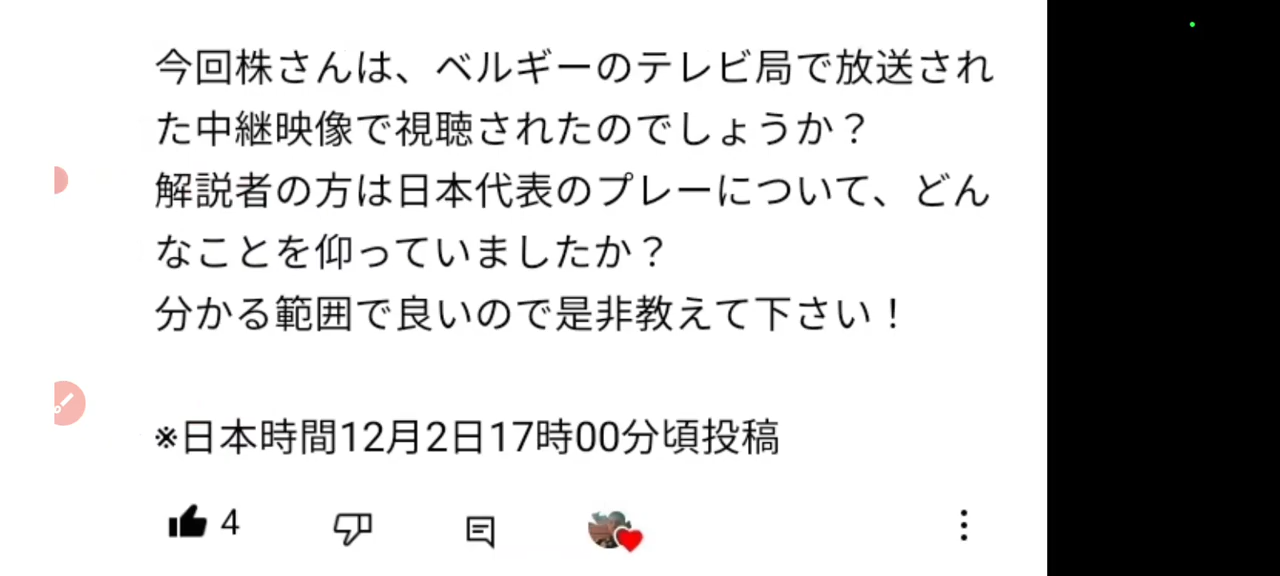 今回株さんは、ベルギーのテレビ局で放送され
た中継映像で視聴されたのでしょうか？
解説者の方は日本代表のプレーについて、どん
なことを仰っていましたか？
分かる範囲で良いので是非教えて下さい！
※日本時間12月2日17時00分頃投稿
4